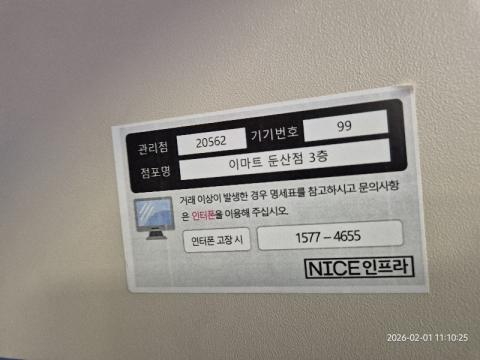 관리점 20562 기기번호 99
점포명 이마트 둔산점 3층
거래 이상이 발생한 경우 명세표를 참고하시고 문의사항
은 인터폰을 이용해 주십시오.
인터폰 고장 시 1577 – 4655
NICE인프라
2026-02-01 11:10:25